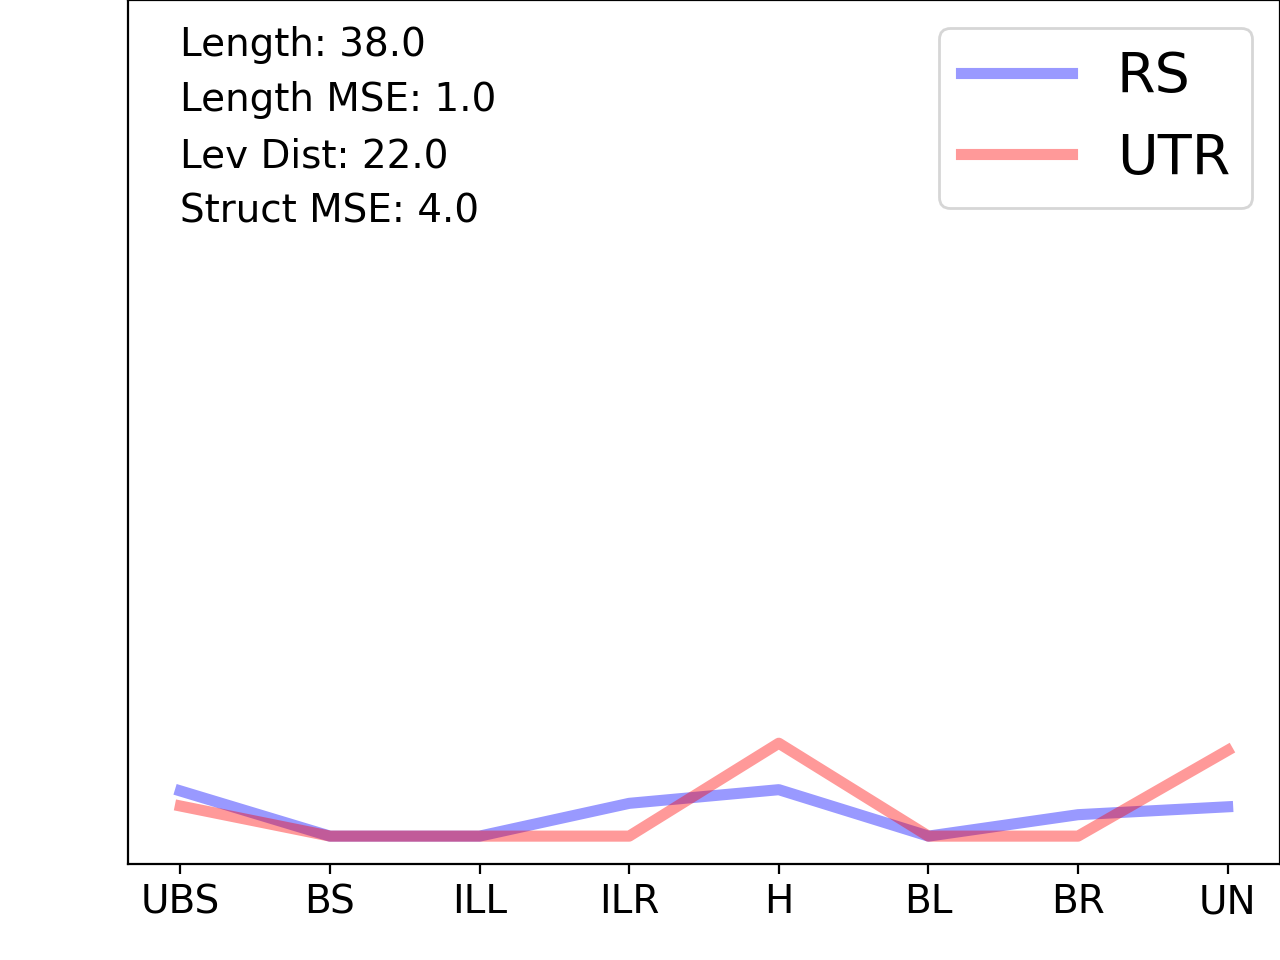 Length: 38.0
Length MSE: 1.0
Lev Dist: 22.0
Struct MSE: 4.0
RS
UTR
UBS BS ILL ILR H BL BR UN